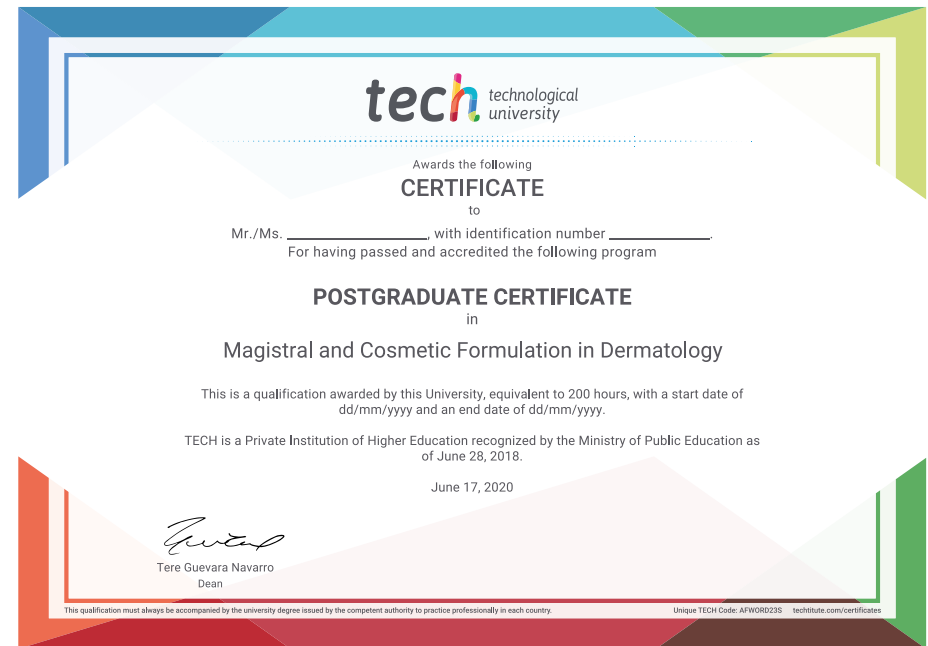 tech technological
university
Awards the following
CERTIFICATE
to
Mr./Ms. ____________________, with identification number ______________.
For having passed and accredited the following program
POSTGRADUATE CERTIFICATE
in
Magistral and Cosmetic Formulation in Dermatology
This is a qualification awarded by this University, equivalent to 200 hours, with a start date of
dd/mm/yyyy and an end date of dd/mm/yyyy.
TECH is a Private Institution of Higher Education recognized by the Ministry of Public Education as
of June 28, 2018.
June 17, 2020
Tere Guevara Navarro
Dean
This qualification must always be accompanied by the university degree issued by the competent authority to practice professionally in each country.
Unique TECH Code: AFWORD23S techtitute.com/certificates